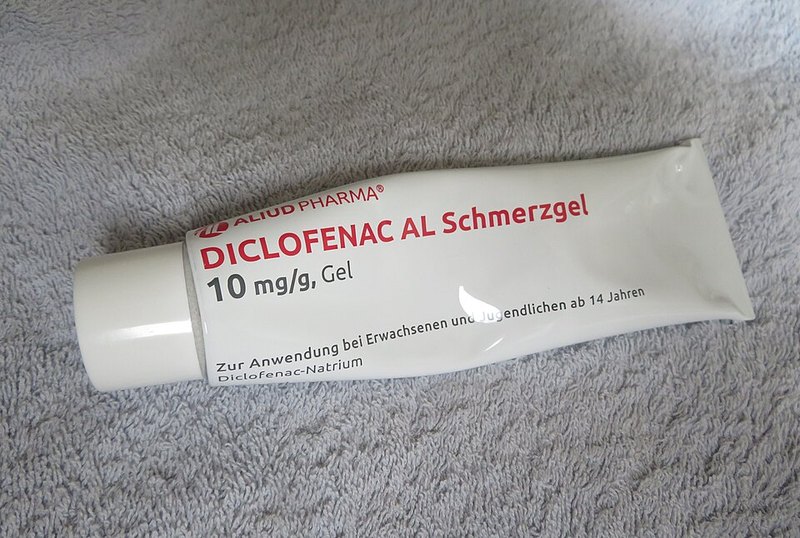 ALIUD PHARMA®
DICLOFENAC AL Schmerzgel
10 mg/g, Gel
Zur Anwendung bei Erwachsenen und Jugendlichen ab 14 Jahren
Diclofenac-Natrium